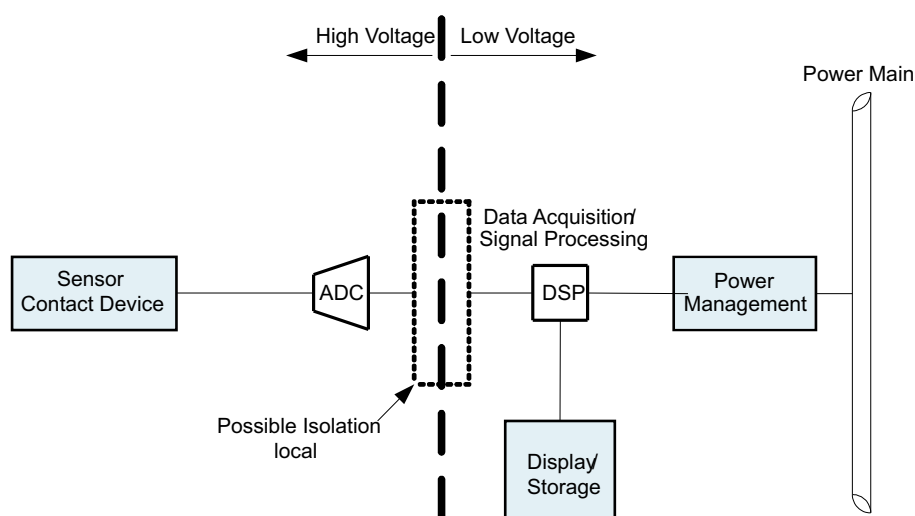 High Voltage
Low Voltage
Power Main
Data Acquisition/
Signal Processing
Sensor
Contact Device
ADC
DSP
Power
Management
Possible Isolation
local
Display/
Storage